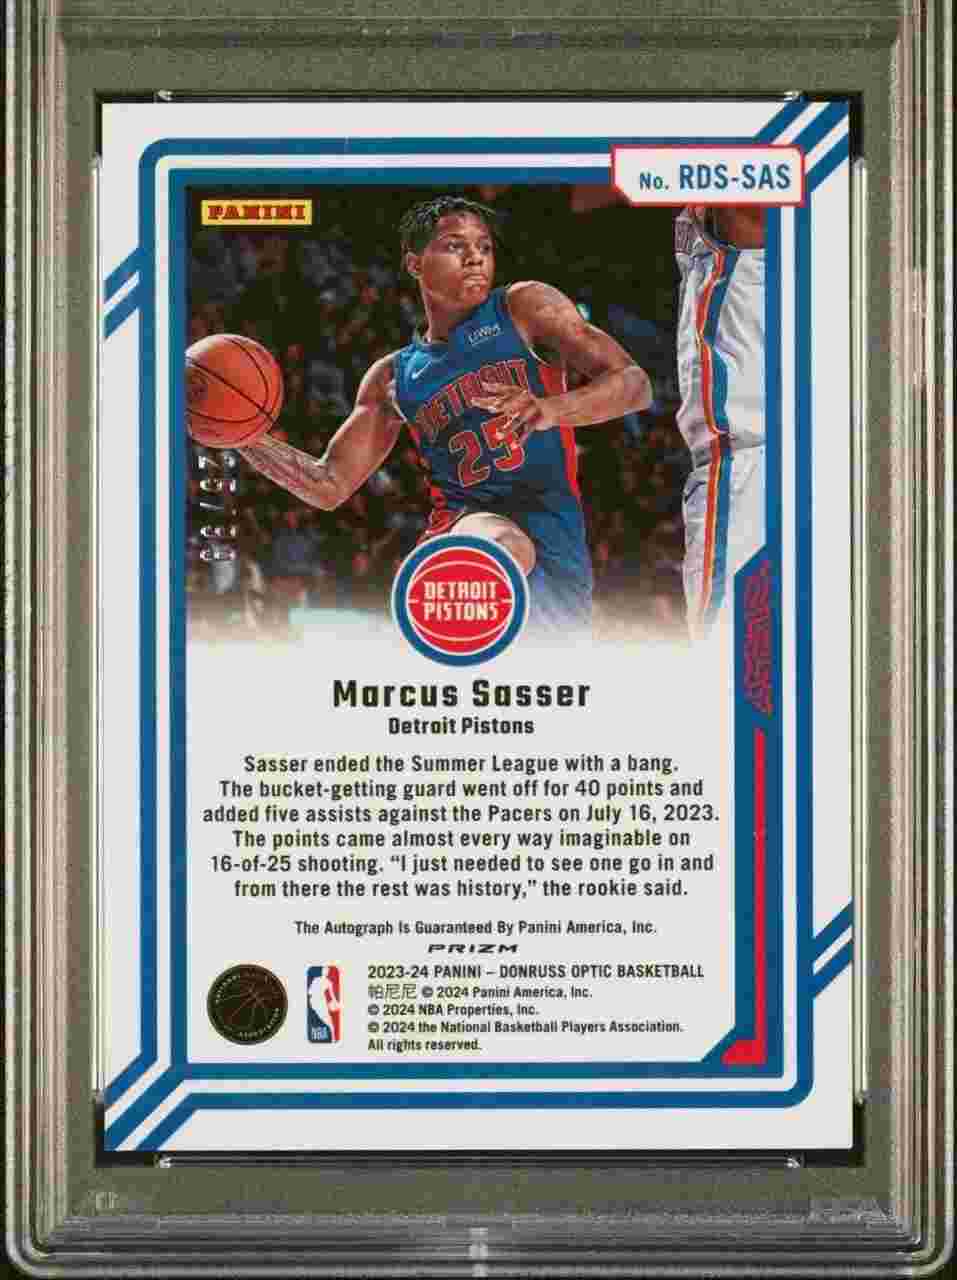 No. RDS-SAS
PANINI
UWM
DETROIT
25
DETROIT
PISTONS
Marcus Sasser
Detroit Pistons
Sasser ended the Summer League with a bang.
The bucket-getting guard went off for 40 points and
added five assists against the Pacers on July 16, 2023.
The points came almost every way imaginable on
16-of-25 shooting. “I just needed to see one go in and
from there the rest was history,” the rookie said.
The Autograph Is Guaranteed By Panini America, Inc.
PRIZM
2023-24 PANINI – DONRUSS OPTIC BASKETBALL
帕尼尼 © 2024 Panini America, Inc.
© 2024 NBA Properties, Inc.
© 2024 the National Basketball Players Association.
All rights reserved.
NBA